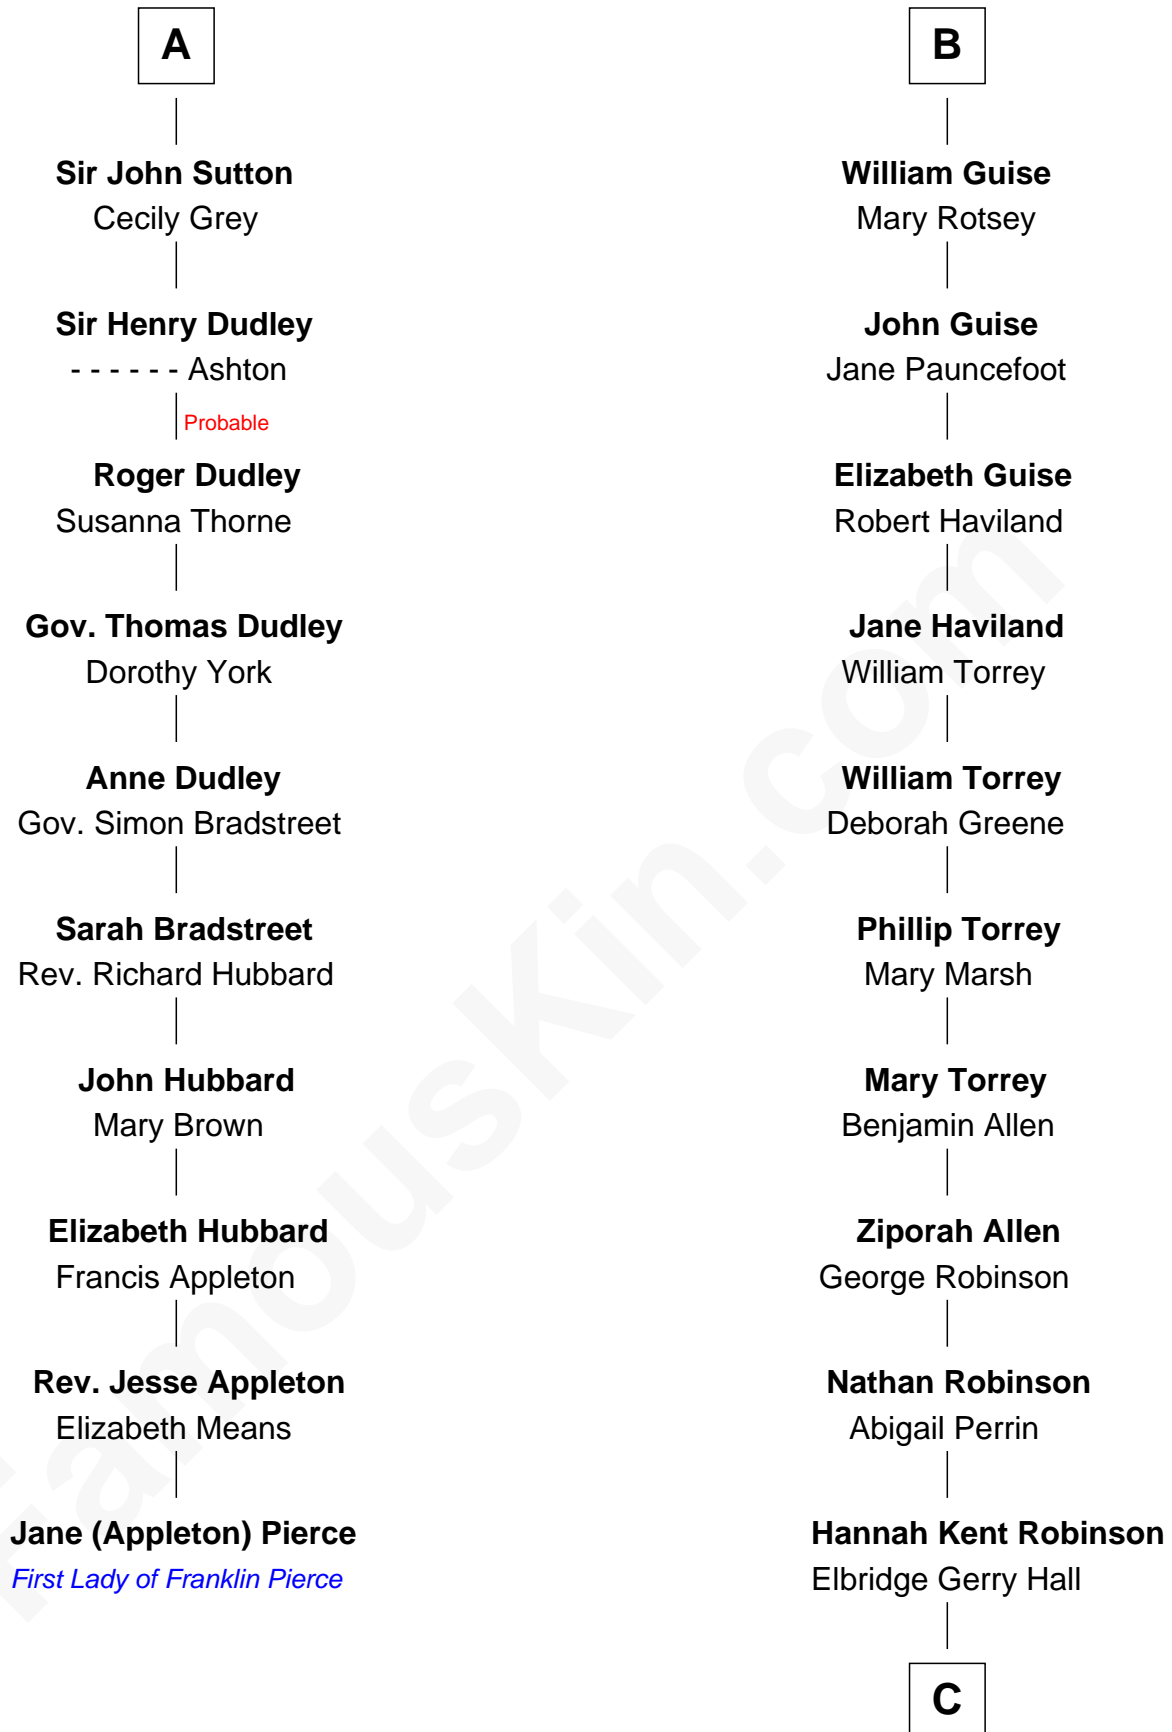 A
Sir John Sutton
Cecily Grey
Sir Henry Dudley
- - - - - - Ashton
Probable
Roger Dudley
Susanna Thorne
Gov. Thomas Dudley
Dorothy York
Anne Dudley
Gov. Simon Bradstreet
Sarah Bradstreet
Rev. Richard Hubbard
John Hubbard
Mary Brown
Elizabeth Hubbard
Francis Appleton
Rev. Jesse Appleton
Elizabeth Means
Jane (Appleton) Pierce
First Lady of Franklin Pierce
B
William Guise
Mary Rotsey
John Guise
Jane Pauncefoot
Elizabeth Guise
Robert Haviland
Jane Haviland
William Torrey
William Torrey
Deborah Greene
Phillip Torrey
Mary Marsh
Mary Torrey
Benjamin Allen
Ziporah Allen
George Robinson
Nathan Robinson
Abigail Perrin
Hannah Kent Robinson
Elbridge Gerry Hall
C
FamousKin.com